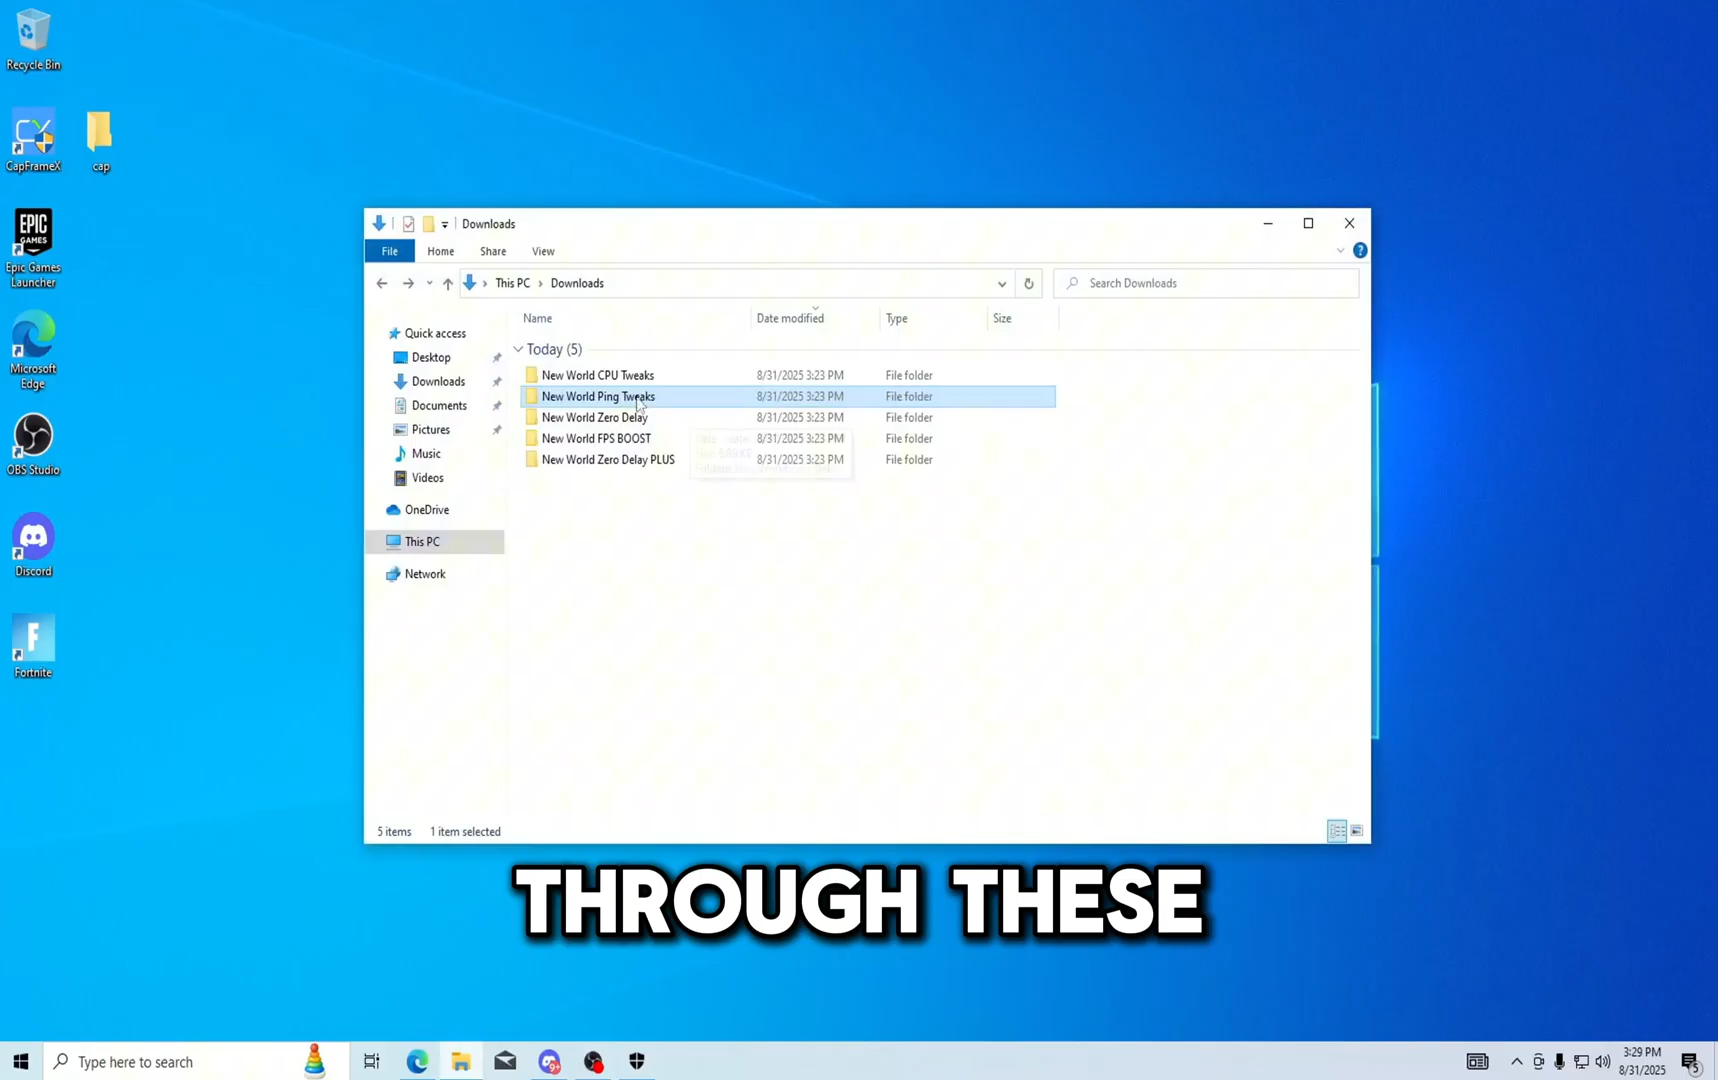 Recycle Bin
CapFrameX
cap
EPIC
GAMES
Epic Games
Launcher
Microsoft
Edge
OBS Studio
Discord
Fortnite
Downloads
File Home Share View
This PC › Downloads
Search Downloads
Name Date modified Type Size
Quick access
Desktop
Downloads
Documents
Pictures
Music
Videos
OneDrive
This PC
Network
Today (5)
New World CPU Tweaks 8/31/2025 3:23 PM File folder
New World Ping Tweaks 8/31/2025 3:23 PM File folder
New World Zero Delay 8/31/2025 3:23 PM File folder
New World FPS BOOST 8/31/2025 3:23 PM File folder
New World Zero Delay PLUS 8/31/2025 3:23 PM File folder
5 items 1 item selected
THROUGH THESE
Type here to search
9+
3:29 PM
8/31/2025
5